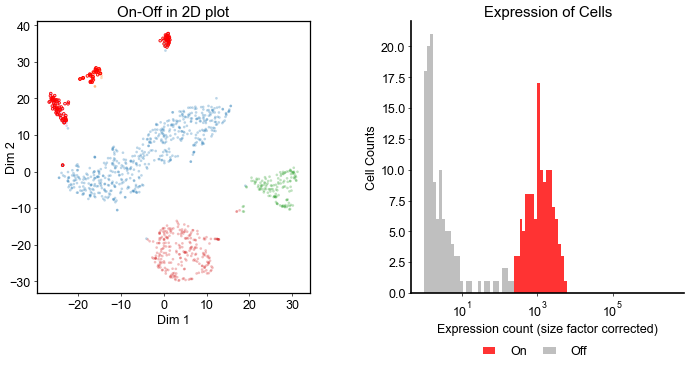 On-Off in 2D plot
40
30
20
10
0
−10
−20
−30
Dim 2
−20 −10 0 10 20 30
Dim 1
Expression of Cells
20.0
17.5
15.0
12.5
10.0
7.5
5.0
2.5
0.0
Cell Counts
10^1 10^3 10^5
Expression count (size factor corrected)
On Off